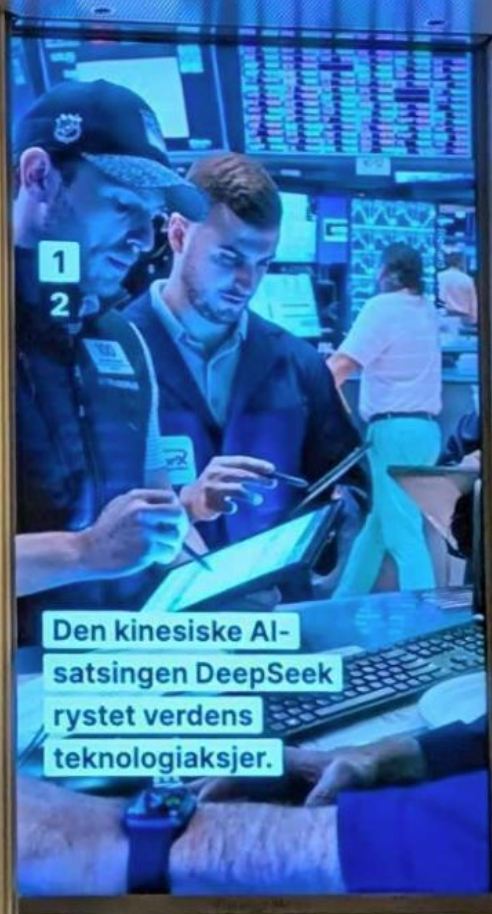 1
2
Den kinesiske AI-
satsingen DeepSeek
rystet verdens
teknologiaksjer.